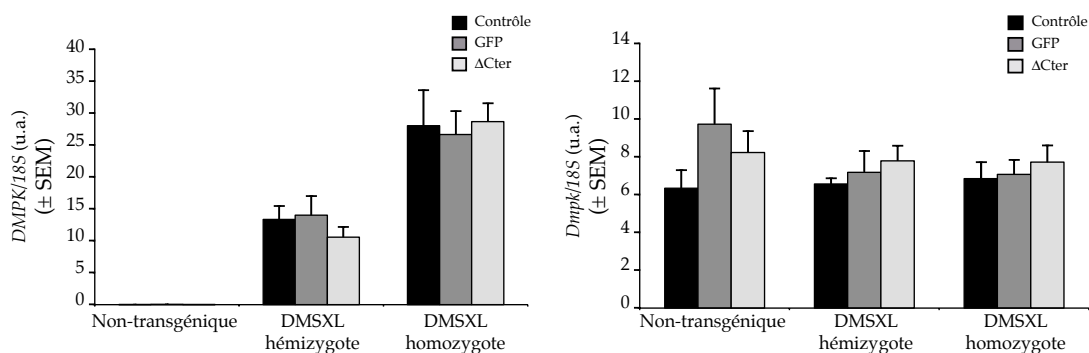 Contrôle
GFP
ΔCter
40
35
30
25
20
15
10
5
0
DMPK/18S (u.a.)
(± SEM)
Non-transgénique
DMSXL
hémizygote
DMSXL
homozygote
Contrôle
GFP
ΔCter
14
12
10
8
6
4
2
0
Dmpk/18S (u.a.)
(± SEM)
Non-transgénique
DMSXL
hémizygote
DMSXL
homozygote